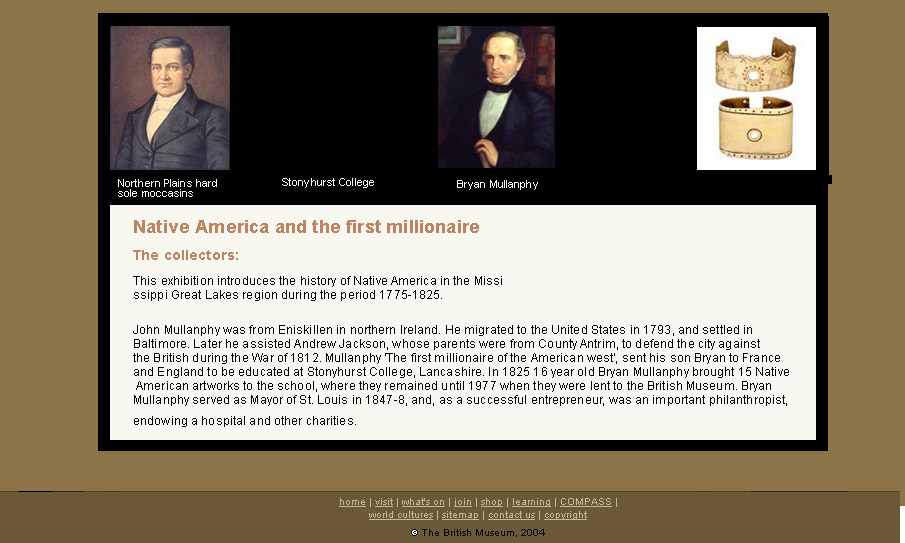 Northern Plains hard
sole moccasins
Stonyhurst College
Bryan Mullanphy
Native America and the first millionaire
The collectors:
This exhibition introduces the history of Native America in the Missi
ssippi Great Lakes region during the period 1775-1825.
John Mullanphy was from Eniskillen in northern Ireland. He migrated to the United States in 1793, and settled in
Baltimore. Later he assisted Andrew Jackson, whose parents were from County Antrim, to defend the city against
the British during the War of 1812. Mullanphy 'The first millionaire of the American west', sent his son Bryan to France
and England to be educated at Stonyhurst College, Lancashire. In 1825 16 year old Bryan Mullanphy brought 15 Native
American artworks to the school, where they remained until 1977 when they were lent to the British Museum. Bryan
Mullanphy served as Mayor of St. Louis in 1847-8, and, as a successful entrepreneur, was an important philanthropist,
endowing a hospital and other charities.
home | visit | what's on | join | shop | learning | COMPASS |
world cultures | sitemap | contact us | copyright
© The British Museum, 2004